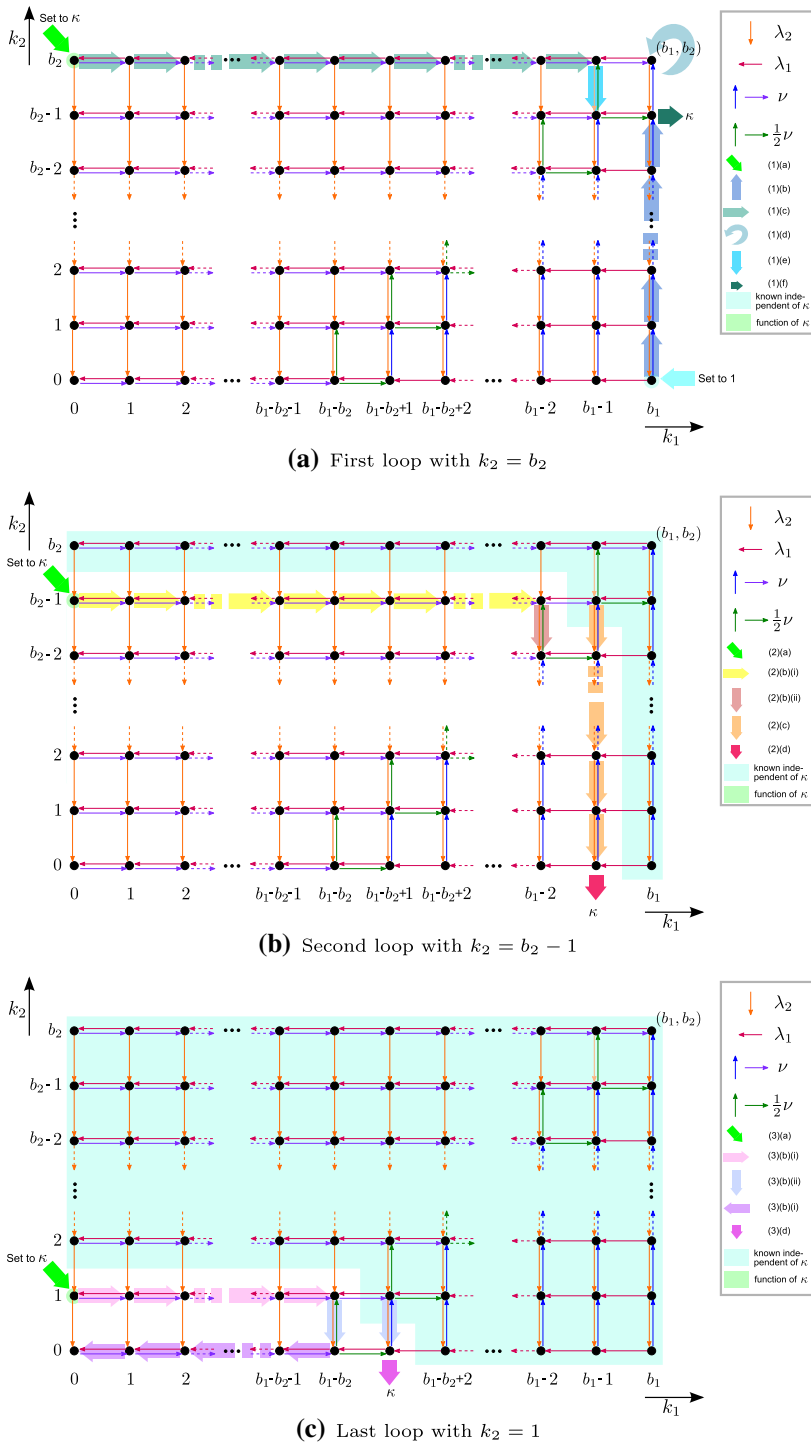 Set to κ
k₂
b₂
b₂-1
b₂-2
2
1
0
(b₁, b₂)
κ
Set to 1
0 1 2 b₁-b₂-1 b₁-b₂ b₁-b₂+1 b₁-b₂+2 b₁-2 b₁-1 b₁
k₁
λ₂
λ₁
ν
½ν
(1)(a)
(1)(b)
(1)(c)
(1)(d)
(1)(e)
(1)(f)
known inde-
pendent of κ
function of κ
(a) First loop with k₂ = b₂
k₂
b₂
Set to κ
b₂-1
b₂-2
2
1
0
(b₁, b₂)
0 1 2 b₁-b₂-1 b₁-b₂ b₁-b₂+1 b₁-b₂+2 b₁-2 b₁
κ
k₁
λ₂
λ₁
ν
½ν
(2)(a)
(2)(b)(i)
(2)(b)(ii)
(2)(c)
(2)(d)
known inde-
pendent of κ
function of κ
(b) Second loop with k₂ = b₂ − 1
k₂
b₂
b₂-1
b₂-2
2
Set to κ
1
0
(b₁, b₂)
0 1 2 b₁-b₂-1 b₁-b₂ b₁-b₂+2 b₁-2 b₁-1 b₁
κ
k₁
λ₂
λ₁
ν
½ν
(3)(a)
(3)(b)(i)
(3)(b)(ii)
(3)(b)(i)
(3)(d)
known inde-
pendent of κ
function of κ
(c) Last loop with k₂ = 1